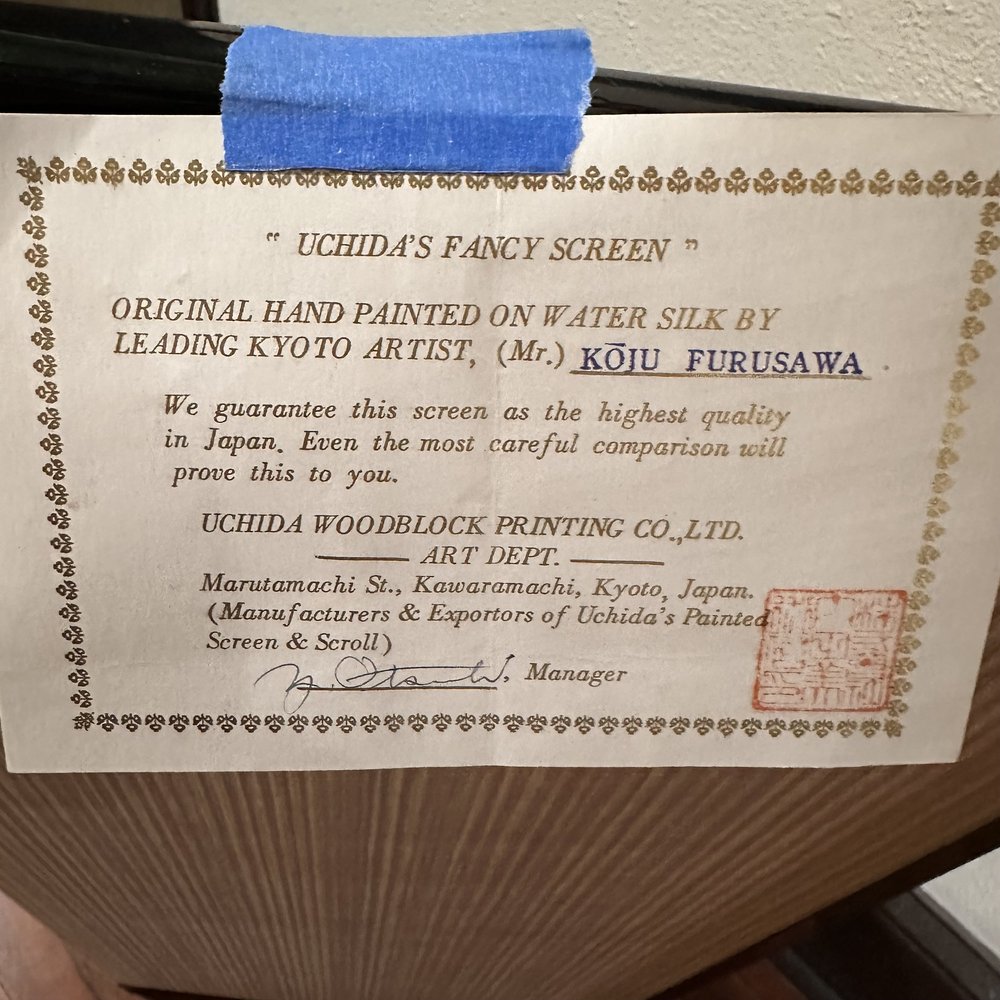 “ UCHIDA'S FANCY SCREEN ”
ORIGINAL HAND PAINTED ON WATER SILK BY
LEADING KYOTO ARTIST, (Mr.) KŌJU FURUSAWA .
We guarantee this screen as the highest quality
in Japan. Even the most careful comparison will
prove this to you.
UCHIDA WOODBLOCK PRINTING CO.,LTD.
ART DEPT.
Marutamachi St., Kawaramachi, Kyoto, Japan.
(Manufacturers & Exportors of Uchida's Painted
Screen & Scroll)
Manager